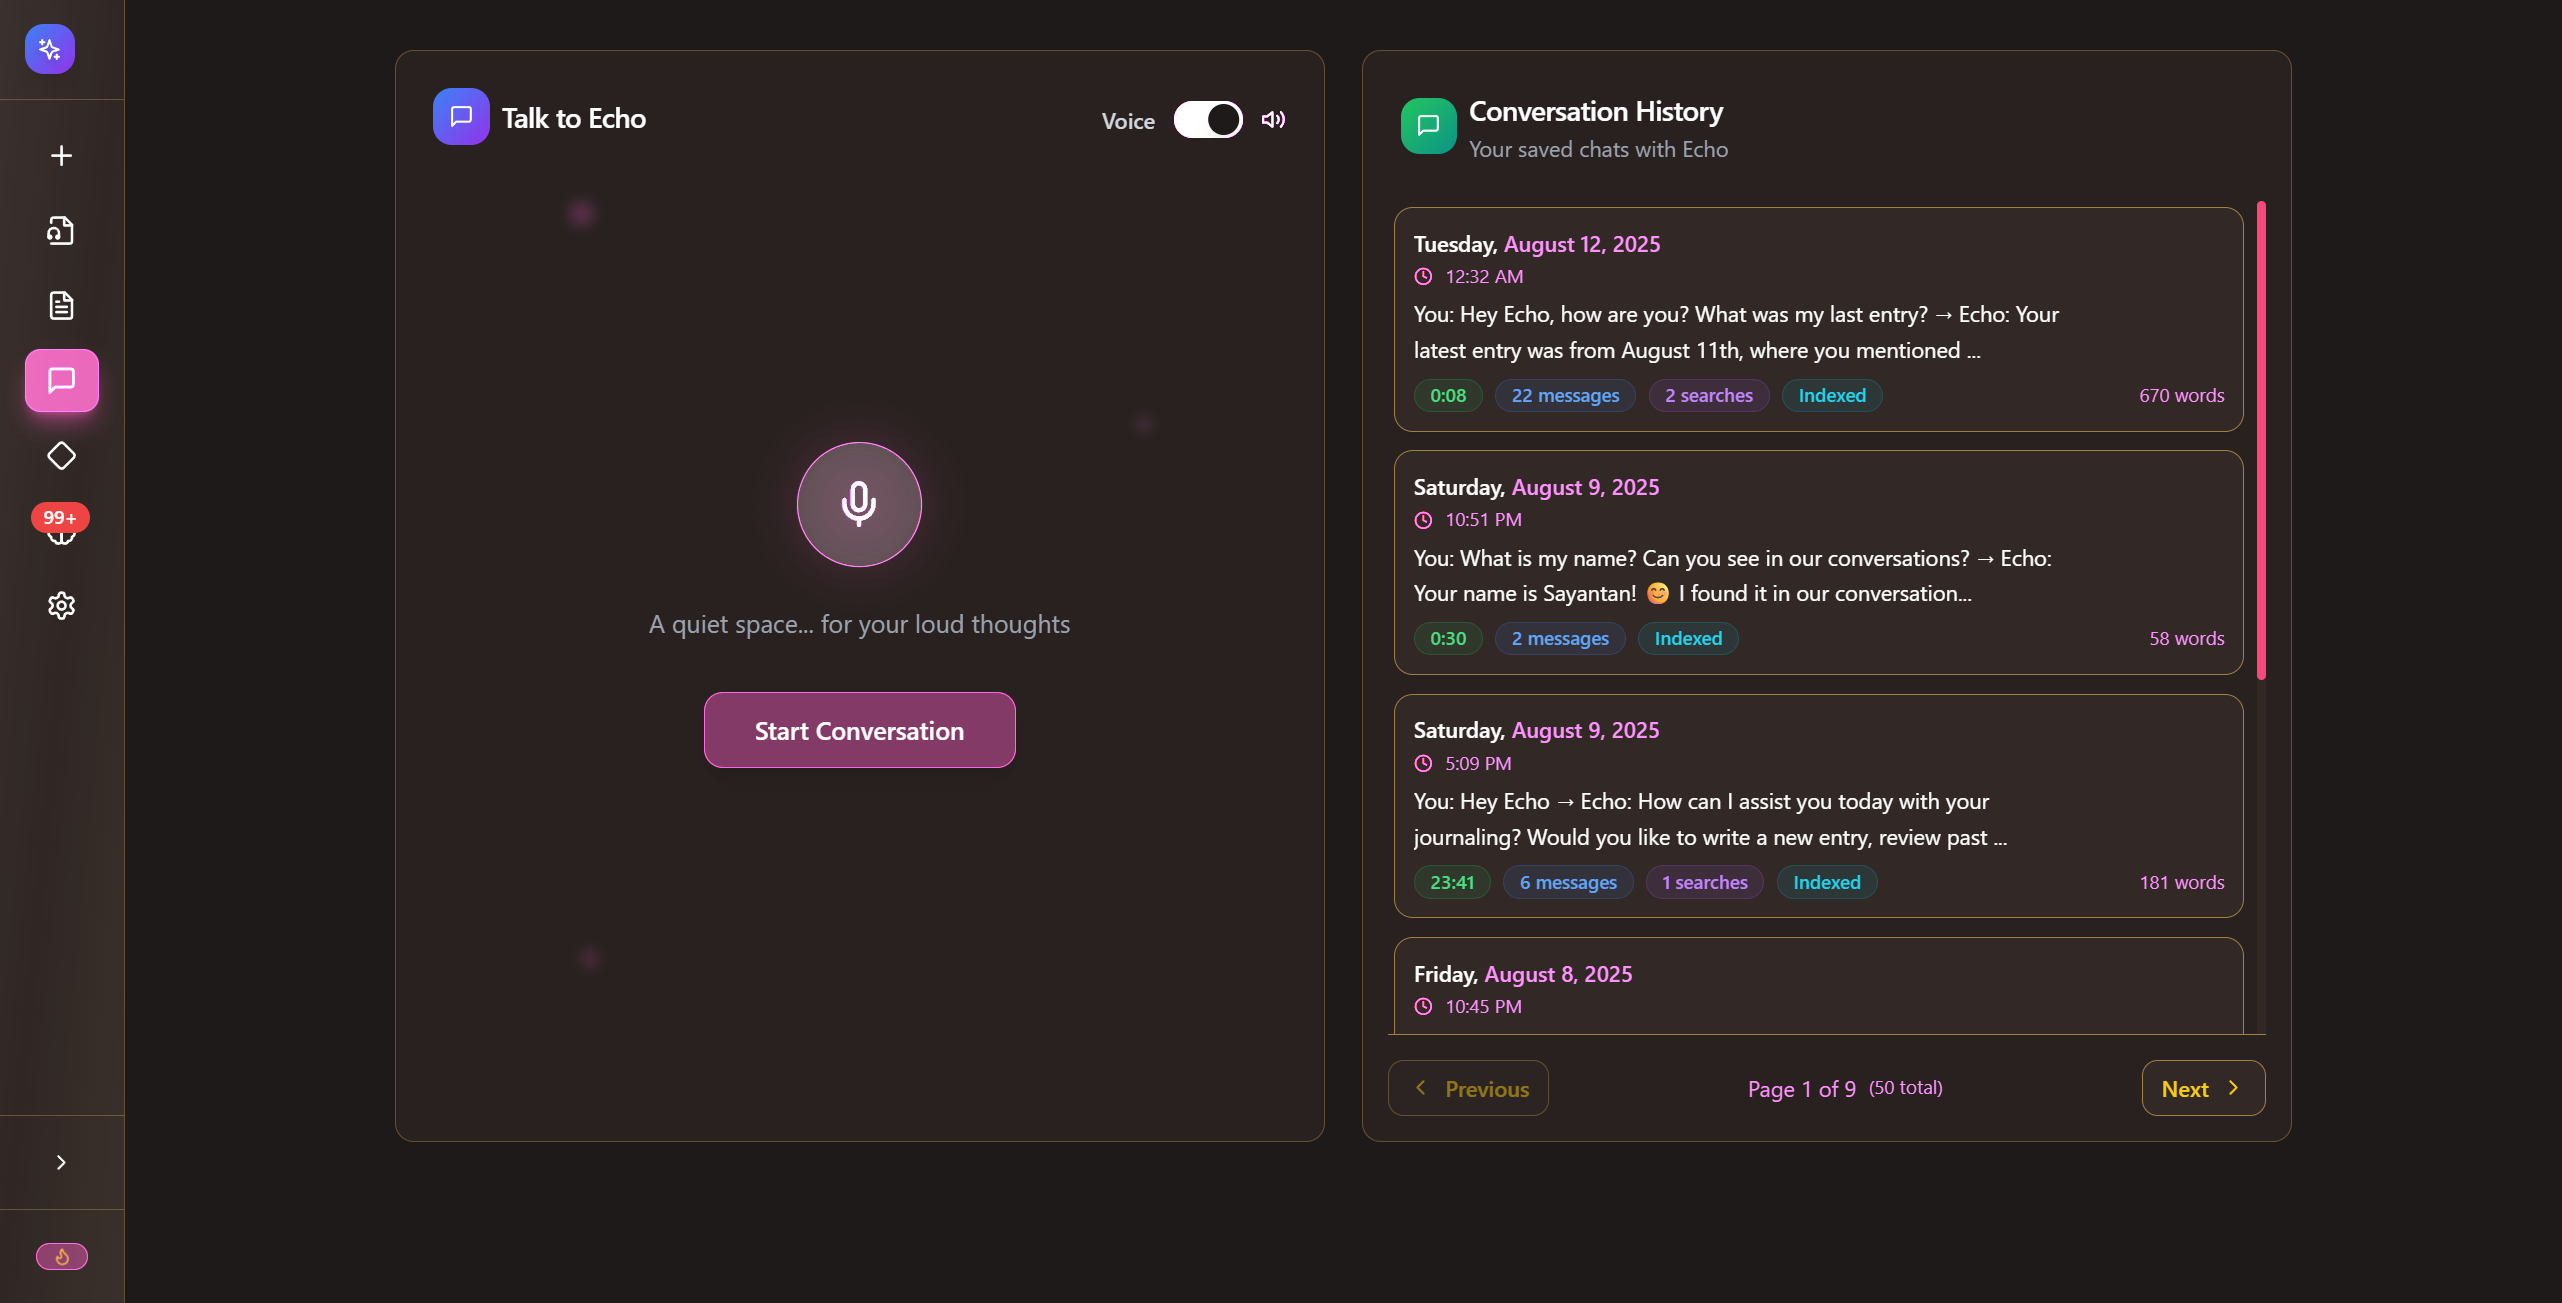 Talk to Echo
Voice
A quiet space... for your loud thoughts
Start Conversation
99+
Conversation History
Your saved chats with Echo
Tuesday, August 12, 2025
12:32 AM
You: Hey Echo, how are you? What was my last entry? → Echo: Your
latest entry was from August 11th, where you mentioned ...
0:08 22 messages 2 searches Indexed 670 words
Saturday, August 9, 2025
10:51 PM
You: What is my name? Can you see in our conversations? → Echo:
Your name is Sayantan! 😊 I found it in our conversation...
0:30 2 messages Indexed 58 words
Saturday, August 9, 2025
5:09 PM
You: Hey Echo → Echo: How can I assist you today with your
journaling? Would you like to write a new entry, review past ...
23:41 6 messages 1 searches Indexed 181 words
Friday, August 8, 2025
10:45 PM
Previous Page 1 of 9 (50 total) Next